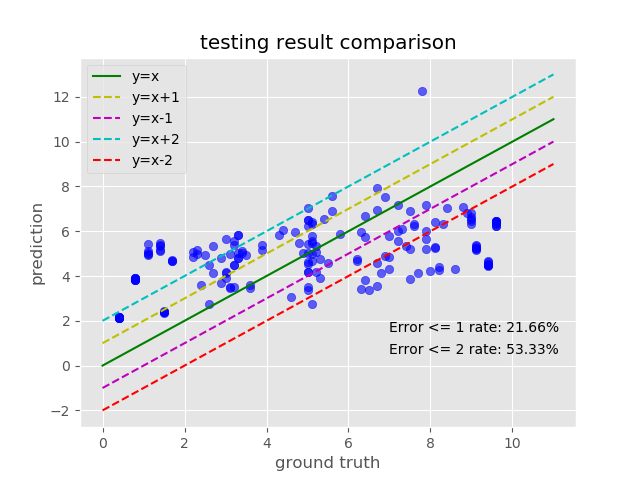 testing result comparison
y=x
y=x+1
y=x-1
y=x+2
y=x-2
12
10
8
6
4
2
0
−2
prediction
Error <= 1 rate: 21.66%
Error <= 2 rate: 53.33%
0 2 4 6 8 10
ground truth